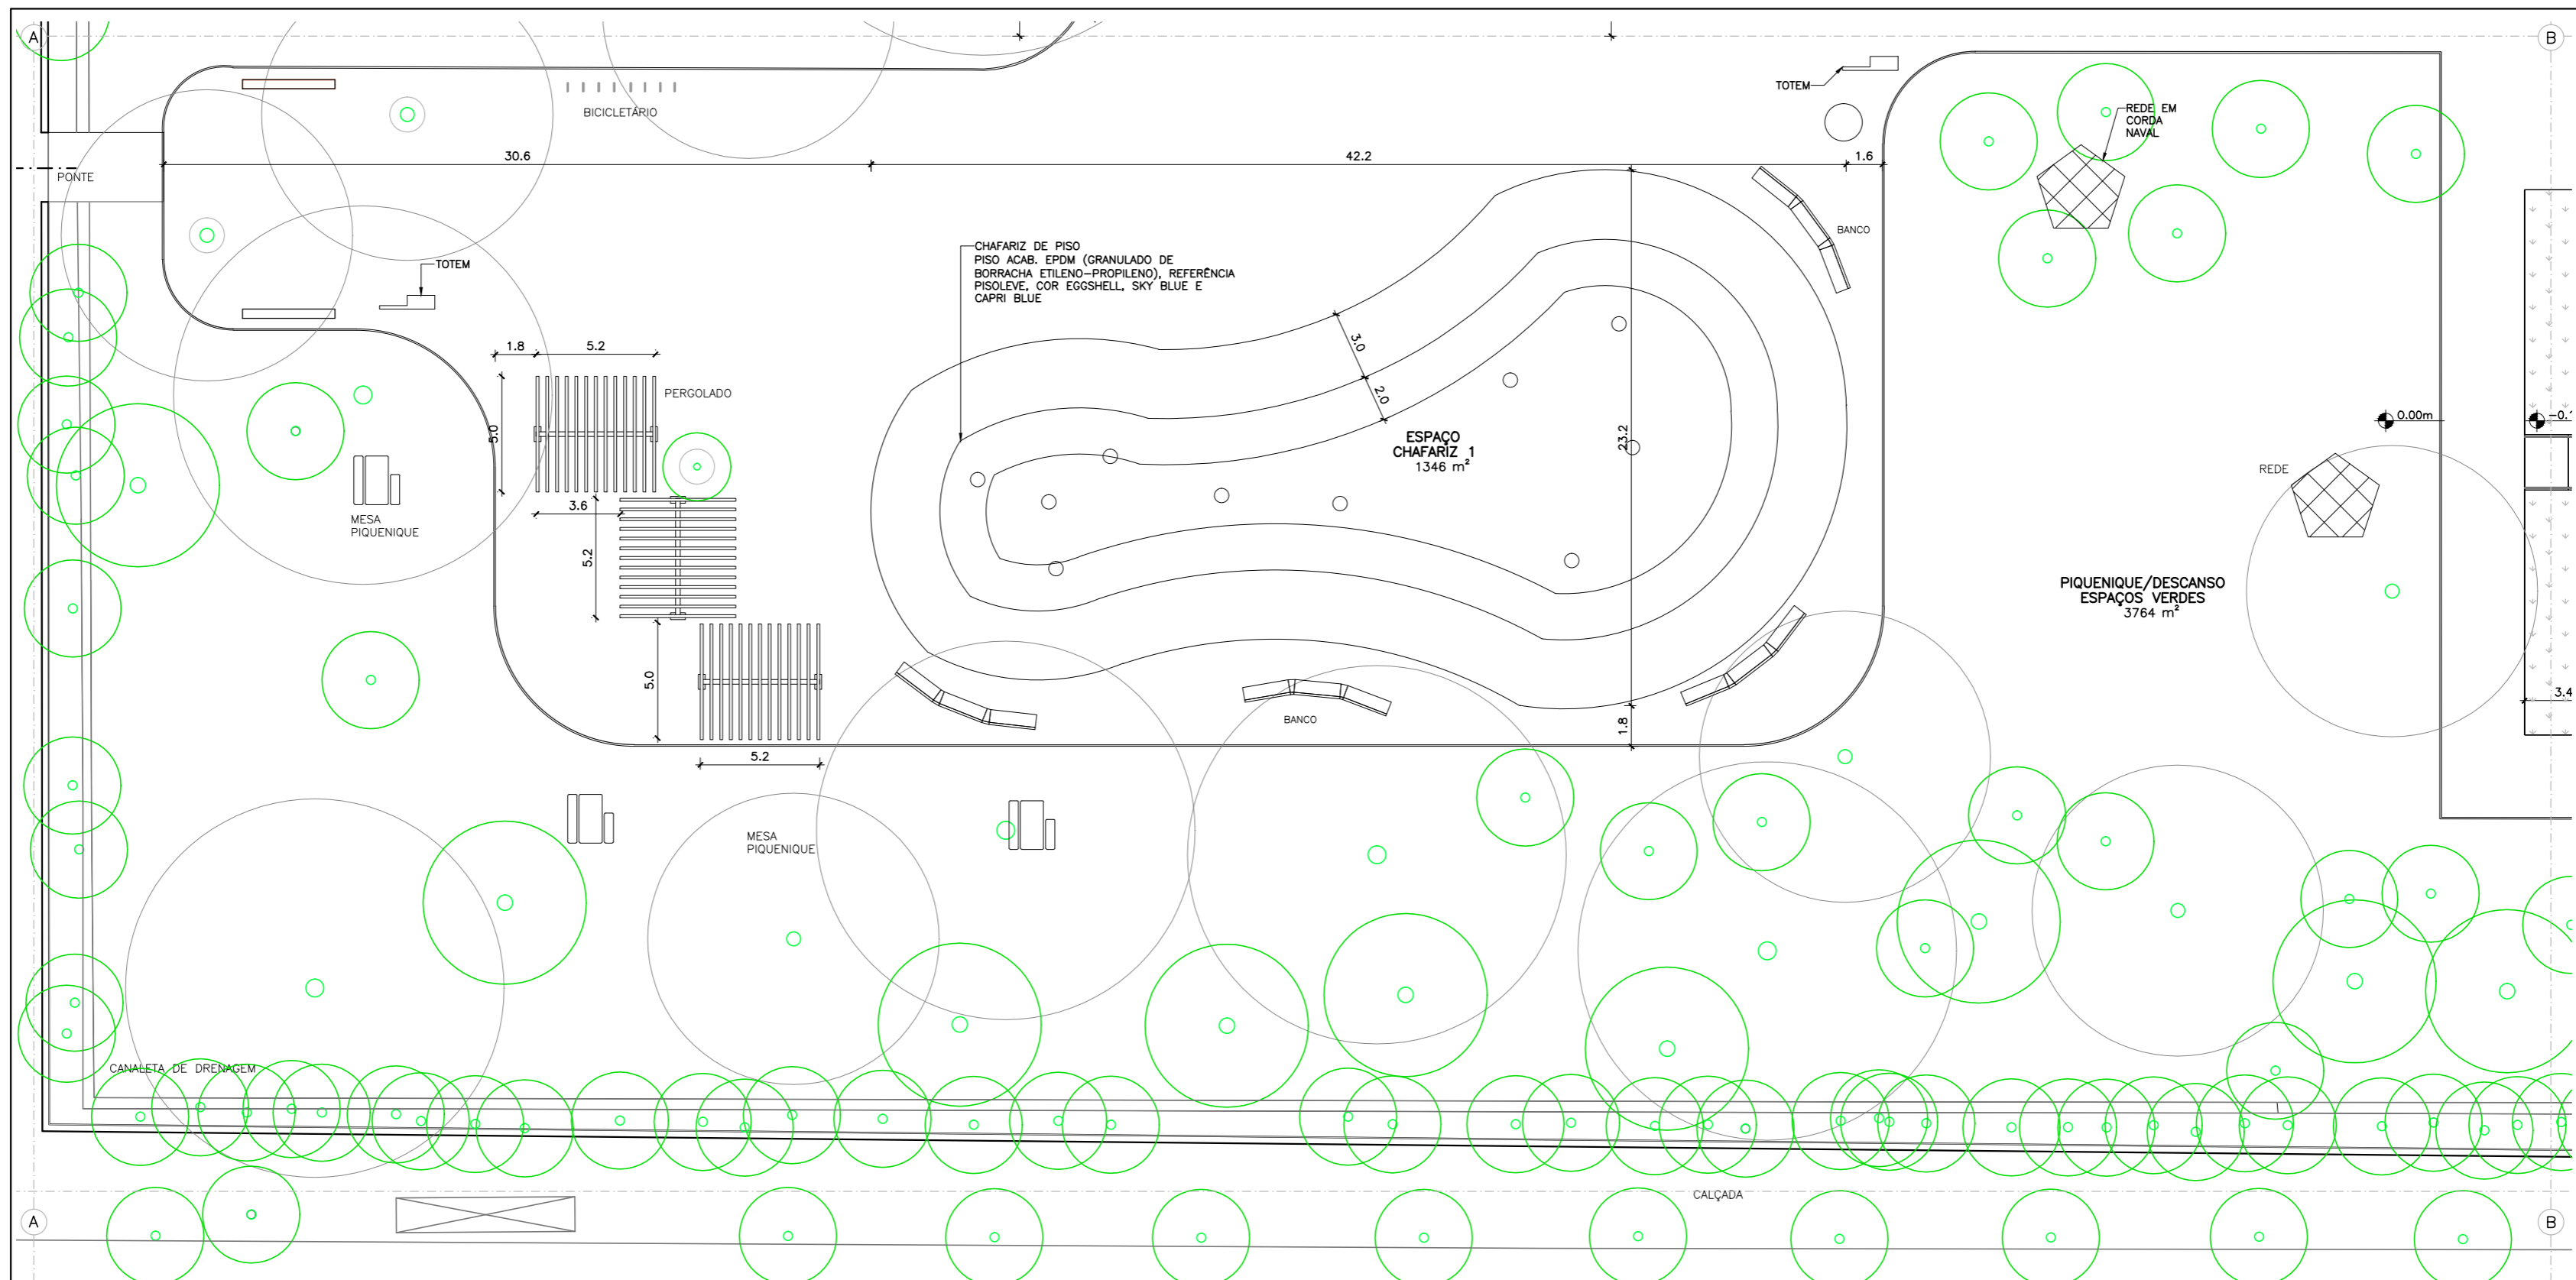 A
B
TOTEM
BICICLETÁRIO
REDE EM
CORDA
NAVAL
30.6
42.2
1.6
PONTE
BANCO
CHAFARIZ DE PISO
PISO ACAB. EPDM (GRANULADO DE
BORRACHA ETILENO-PROPILENO), REFERÊNCIA
PISOLEVE, COR EGGSHELL, SKY BLUE E
CAPRI BLUE
TOTEM
3.0
1.8
5.2
PERGOLADO
2.0
0.00m
5.0
ESPAÇO
CHAFARIZ 1
1346 m²
23.2
REDE
3.6
MESA
PIQUENIQUE
5.2
PIQUENIQUE/DESCANSO
ESPAÇOS VERDES
3764 m²
5.0
BANCO
1.8
5.2
MESA
PIQUENIQUE
CANALETA DE DRENAGEM
CALÇADA
A
B